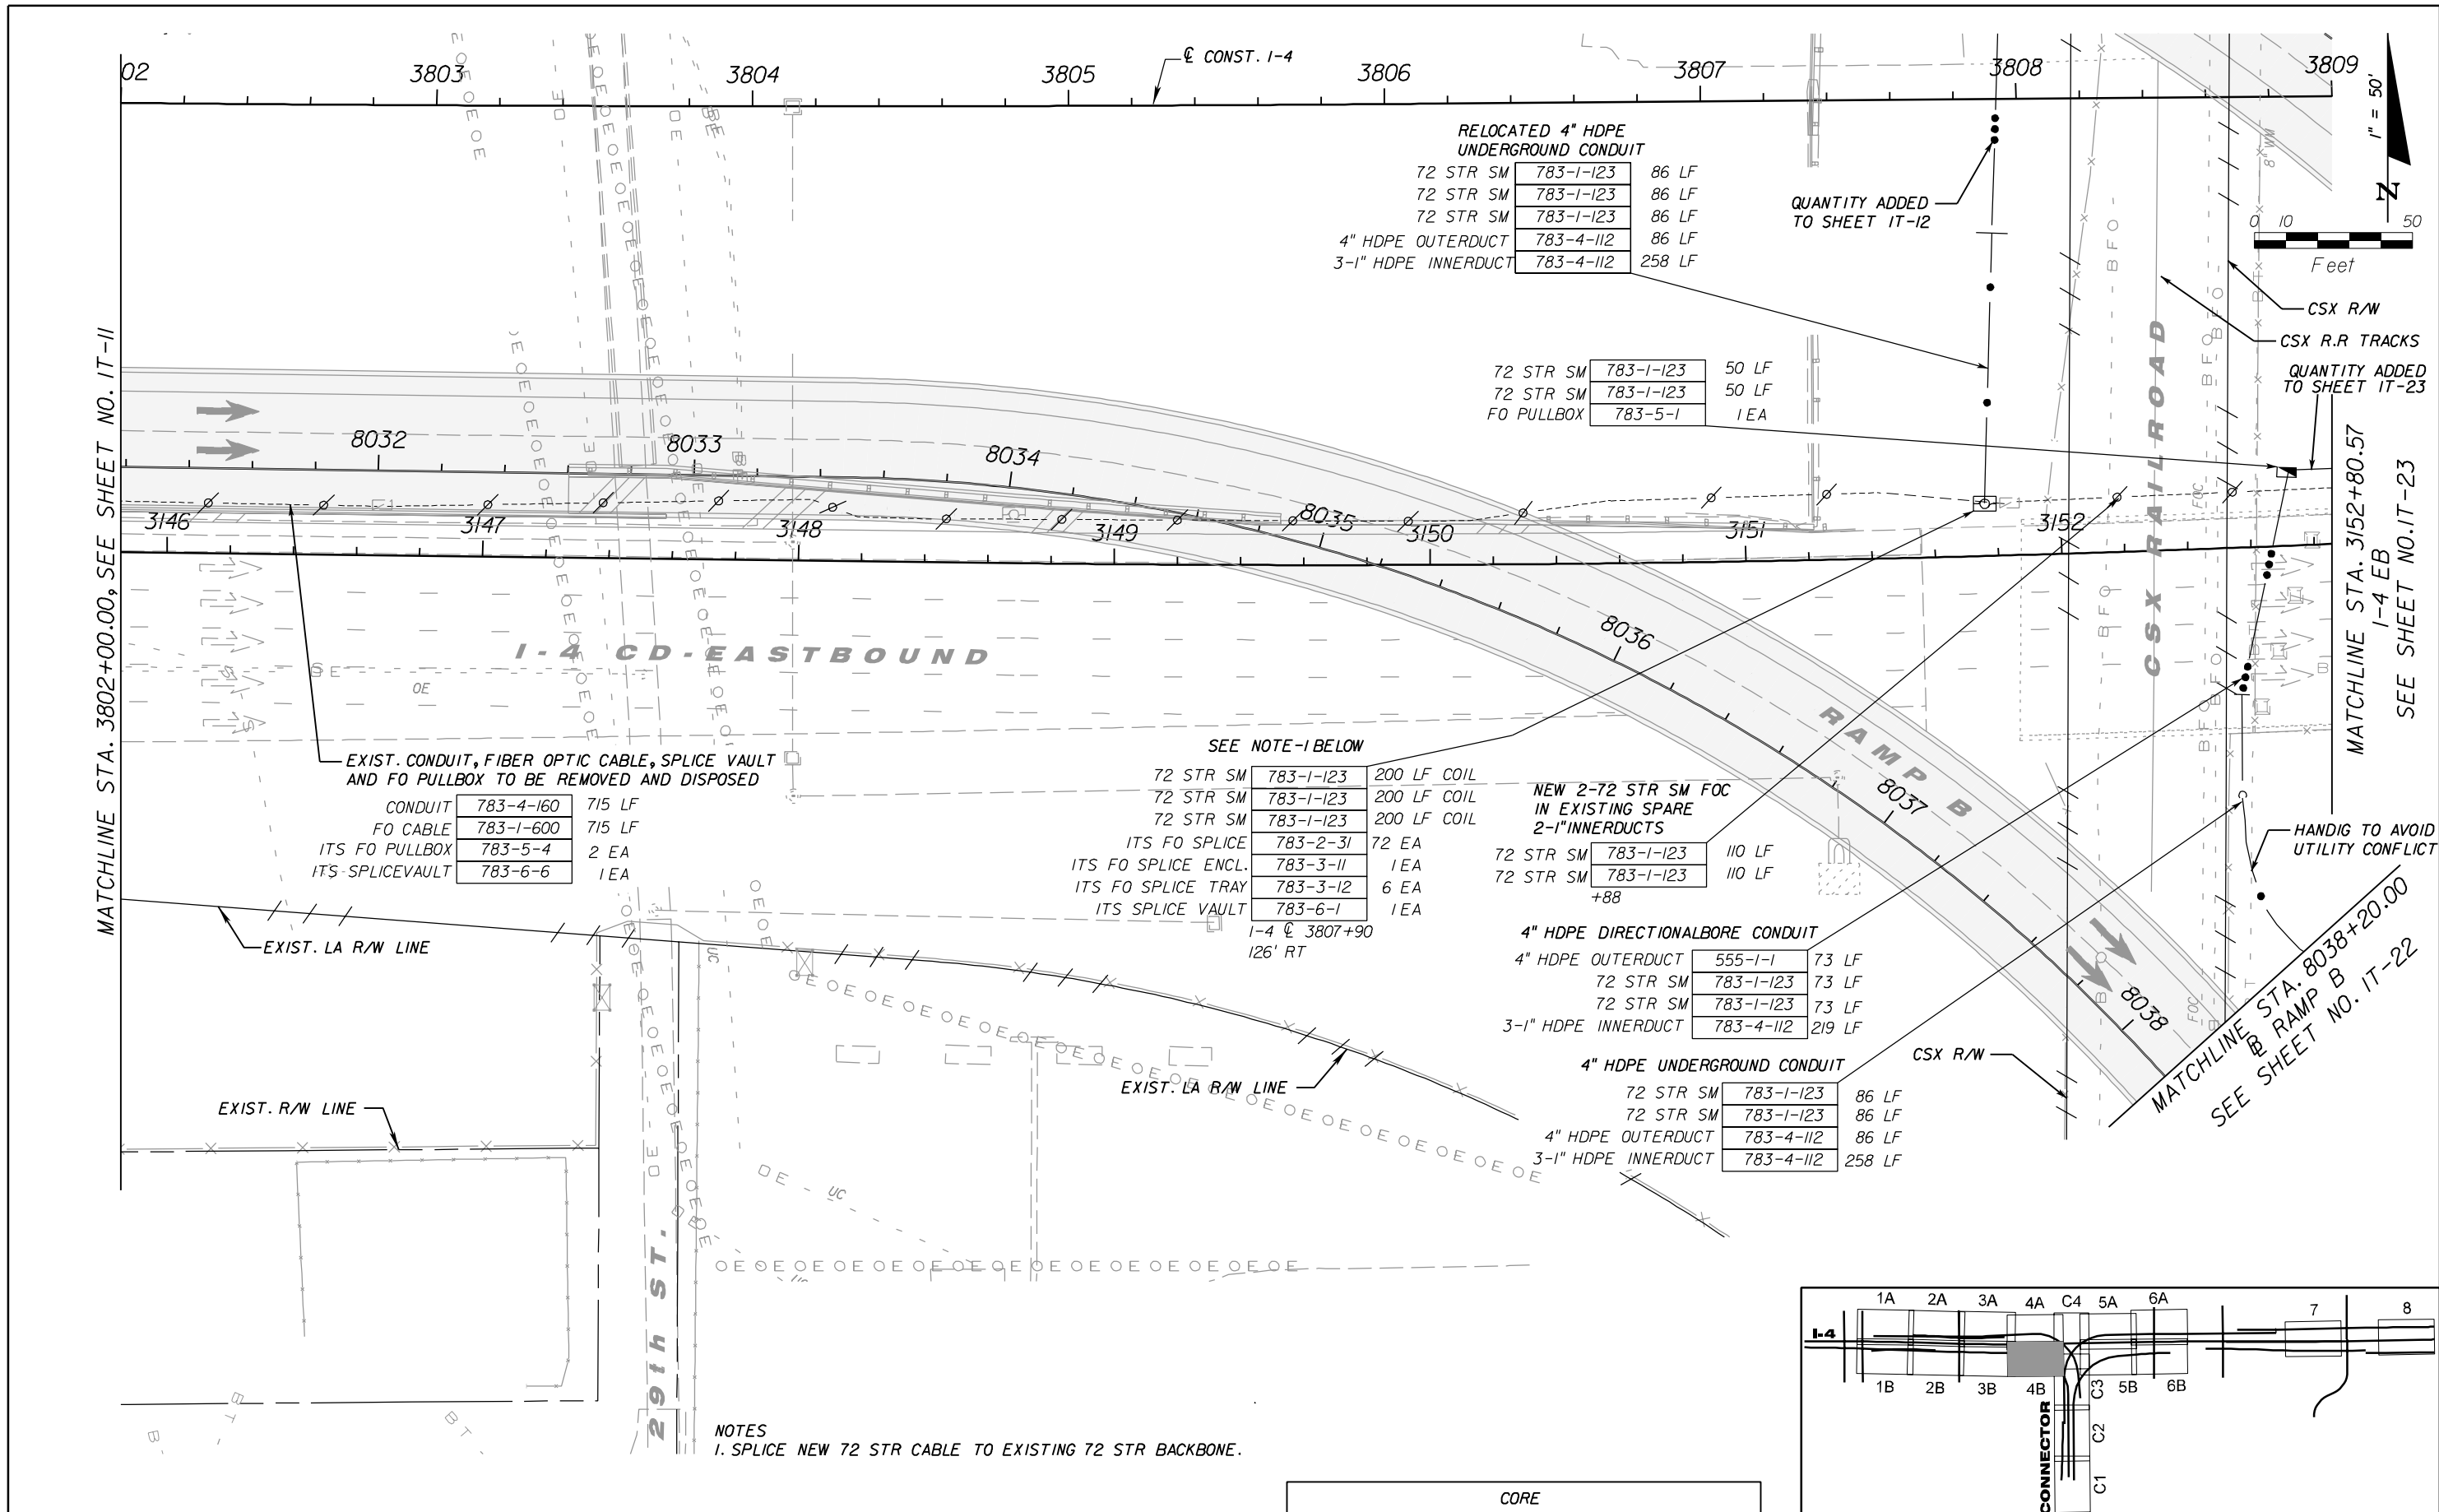 02 3803 3804 3805 3806 3807 3808 3809
℄ CONST. I-4
1" = 50'
N
0 10 50
Feet
8" WM
RELOCATED 4" HDPE
UNDERGROUND CONDUIT
72 STR SM 783-1-123 86 LF
72 STR SM 783-1-123 86 LF
72 STR SM 783-1-123 86 LF
4" HDPE OUTERDUCT 783-4-112 86 LF
3-1" HDPE INNERDUCT 783-4-112 258 LF
QUANTITY ADDED
TO SHEET IT-12
CSX R/W
CSX R.R TRACKS
QUANTITY ADDED
TO SHEET IT-23
72 STR SM 783-1-123 50 LF
72 STR SM 783-1-123 50 LF
FO PULLBOX 783-5-1 1 EA
CSX RAILROAD
MATCHLINE STA. 3802+00.00, SEE SHEET NO. IT-11
MATCHLINE STA. 3152+80.57
I-4 EB
SEE SHEET NO.IT-23
8032 8033 8034 8035 8036 8037 8038
3146 3147 3148 3149 3150 3151 3152
I-4 CD-EASTBOUND
OE
RAMP B
EXIST. CONDUIT, FIBER OPTIC CABLE, SPLICE VAULT
AND FO PULLBOX TO BE REMOVED AND DISPOSED
CONDUIT 783-4-160 715 LF
FO CABLE 783-1-600 715 LF
ITS FO PULLBOX 783-5-4 2 EA
ITS SPLICEVAULT 783-6-6 1 EA
SEE NOTE-1 BELOW
72 STR SM 783-1-123 200 LF COIL
72 STR SM 783-1-123 200 LF COIL
72 STR SM 783-1-123 200 LF COIL
ITS FO SPLICE 783-2-31 72 EA
ITS FO SPLICE ENCL. 783-3-11 1 EA
ITS FO SPLICE TRAY 783-3-12 6 EA
ITS SPLICE VAULT 783-6-1 1 EA
I-4 ℄ 3807+90
126' RT
NEW 2-72 STR SM FOC
IN EXISTING SPARE
2-1" INNERDUCTS
72 STR SM 783-1-123 110 LF
72 STR SM 783-1-123 110 LF
+88
HANDIG TO AVOID
UTILITY CONFLICT
4" HDPE DIRECTIONALBORE CONDUIT
4" HDPE OUTERDUCT 555-1-1 73 LF
72 STR SM 783-1-123 73 LF
72 STR SM 783-1-123 73 LF
3-1" HDPE INNERDUCT 783-4-112 219 LF
4" HDPE UNDERGROUND CONDUIT
72 STR SM 783-1-123 86 LF
72 STR SM 783-1-123 86 LF
4" HDPE OUTERDUCT 783-4-112 86 LF
3-1" HDPE INNERDUCT 783-4-112 258 LF
CSX R/W
FOC
FOC
MATCHLINE STA. 8038+20.00
RAMP B
SEE SHEET NO. IT-22
EXIST. LA R/W LINE
EXIST. LA R/W LINE
EXIST. R/W LINE
UC
UC
29th ST.
OEOEOEOEOEOEOEOEOEOEOEOEOEOEOE
NOTES
1. SPLICE NEW 72 STR CABLE TO EXISTING 72 STR BACKBONE.
CORE
1A 2A 3A 4A C4 5A 6A 7 8
I-4
1B 2B 3B 4B C3 5B 6B
CONNECTOR
C2
C1